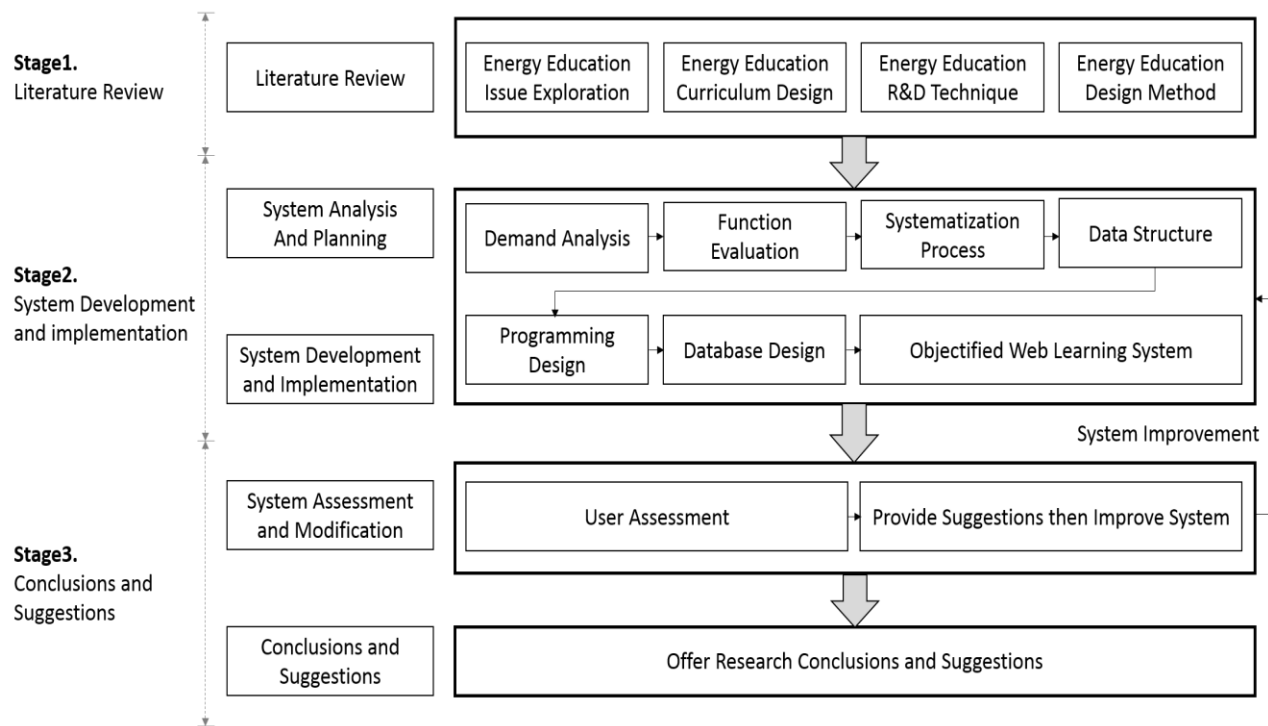 Stage1.
Literature Review
Literature Review
Energy Education
Issue Exploration
Energy Education
Curriculum Design
Energy Education
R&D Technique
Energy Education
Design Method
Stage2.
System Development
and implementation
System Analysis
And Planning
Demand Analysis
Function
Evaluation
Systematization
Process
Data Structure
System Development
and Implementation
Programming
Design
Database Design
Objectified Web Learning System
System Improvement
Stage3.
Conclusions and
Suggestions
System Assessment
and Modification
User Assessment
Provide Suggestions then Improve System
Conclusions and
Suggestions
Offer Research Conclusions and Suggestions